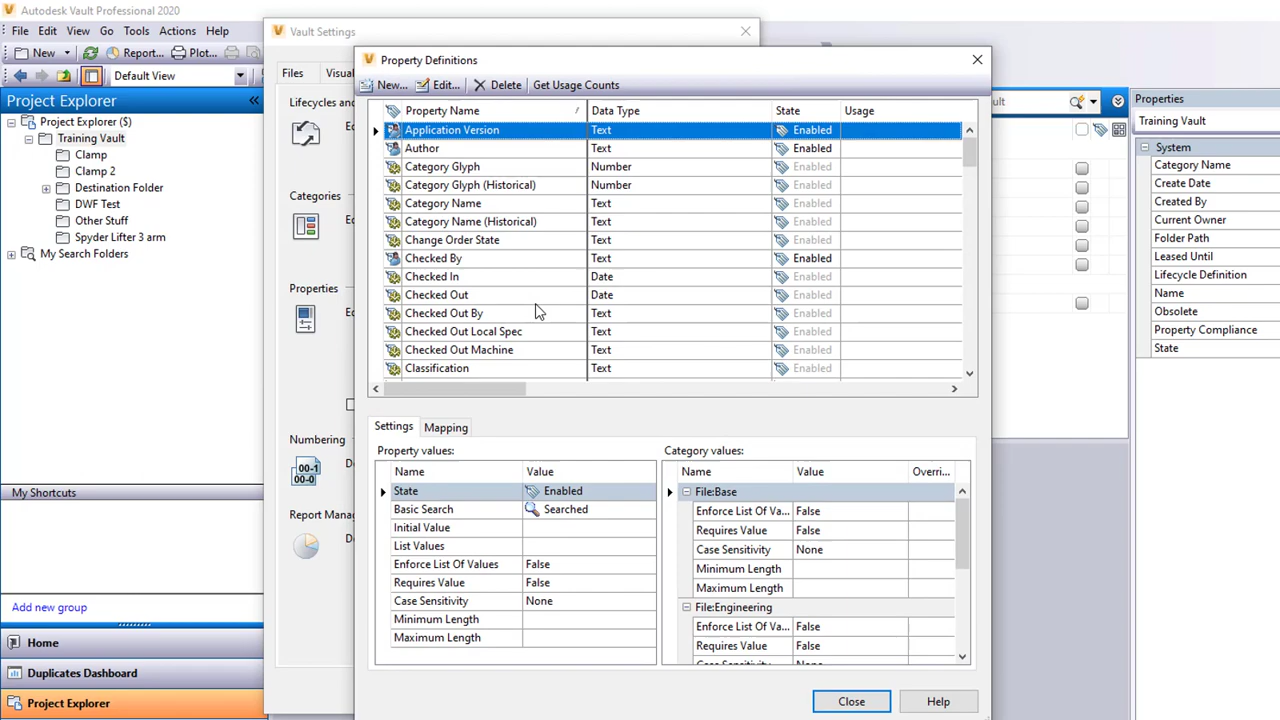 Autodesk Vault Professional 2020
File Edit View Go Tools Actions Help
New Report... Plot...
Default View
Project Explorer
Project Explorer ($)
Training Vault
Clamp
Clamp 2
Destination Folder
DWF Test
Other Stuff
Spyder Lifter 3 arm
My Search Folders
My Shortcuts
Add new group
Home
Duplicates Dashboard
Project Explorer
Vault Settings
Files
Lifecycles and
Categories
Properties
Numbering
00-1
00-0
Property Definitions
New... Edit... Delete Get Usage Counts
Property Name Data Type State Usage
Application Version Text Enabled
Author Text Enabled
Category Glyph Number Enabled
Category Glyph (Historical) Number Enabled
Category Name Text Enabled
Category Name (Historical) Text Enabled
Change Order State Text Enabled
Checked By Text Enabled
Checked In Date Enabled
Checked Out Date Enabled
Checked Out By Text Enabled
Checked Out Local Spec Text Enabled
Checked Out Machine Text Enabled
Classification Text Enabled
Settings Mapping
Property values:
Name Value
State Enabled
Basic Search Searched
Initial Value
List Values
Enforce List Of Values False
Requires Value False
Case Sensitivity None
Minimum Length
Maximum Length
Category values:
Name Value Overri...
File:Base
Enforce List Of Va... False
Requires Value False
Case Sensitivity None
Minimum Length
Maximum Length
File:Engineering
Enforce List Of Va... False
Requires Value False
Close Help
Properties
Training Vault
System
Category Name
Create Date
Created By
Current Owner
Folder Path
Leased Until
Lifecycle Definition
Name
Obsolete
Property Compliance
State